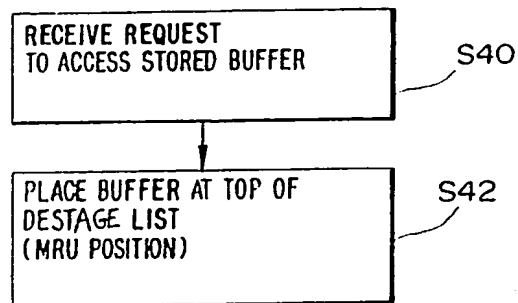 RECEIVE REQUEST
TO ACCESS STORED BUFFER
S40
PLACE BUFFER AT TOP OF
DESTAGE LIST
(MRU POSITION)
S42